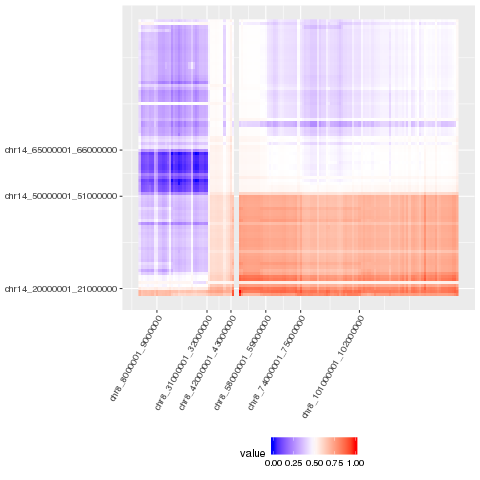 chr14_65000001_66000000
chr14_50000001_51000000
chr14_20000001_21000000
chr8_8000001_9000000
chr8_31000001_32000000
chr8_42000001_43000000
chr8_58000001_59000000
chr8_74000001_75000000
chr8_101000001_102000000
value
0.00 0.25 0.50 0.75 1.00